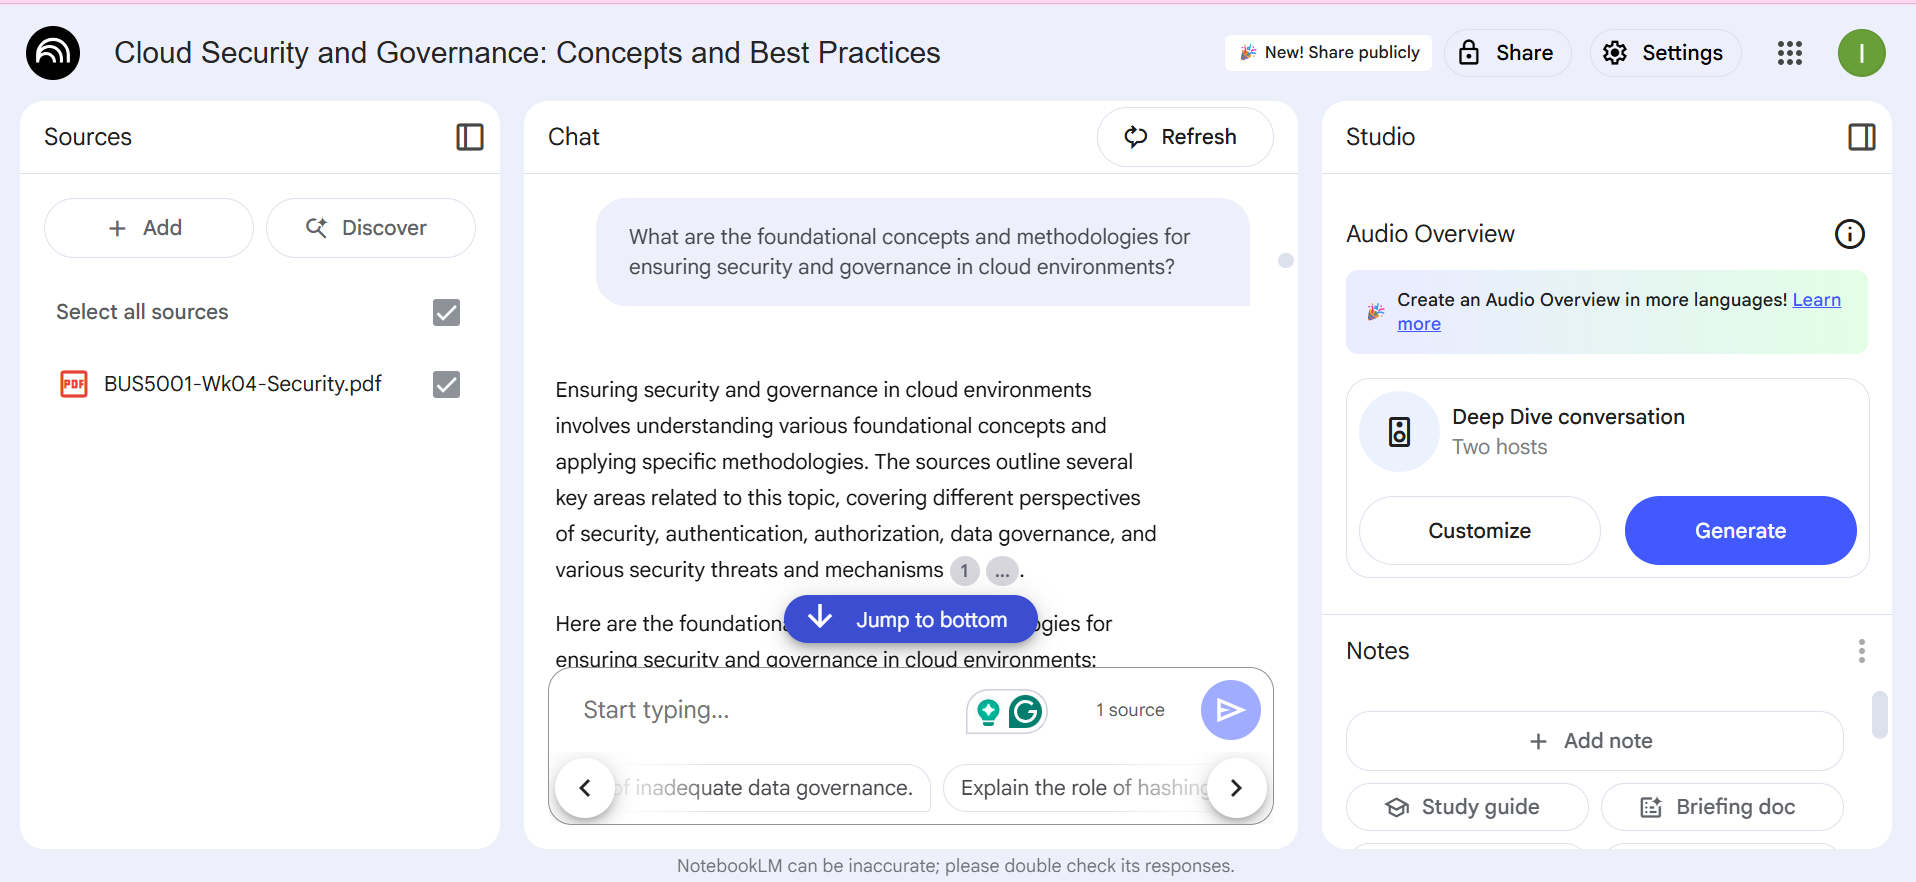 Cloud Security and Governance: Concepts and Best Practices
New! Share publicly
Share
Settings
I
Sources
Add
Discover
Select all sources
PDF
BUS5001-Wk04-Security.pdf
Chat
Refresh
What are the foundational concepts and methodologies for
ensuring security and governance in cloud environments?
Ensuring security and governance in cloud environments
involves understanding various foundational concepts and
applying specific methodologies. The sources outline several
key areas related to this topic, covering different perspectives
of security, authentication, authorization, data governance, and
various security threats and mechanisms 1 ... .
Here are the foundation
ogies for
Jump to bottom
ensuring security and governance in cloud environments:
Start typing...
G
1 source
of inadequate data governance.
Explain the role of hashing
NotebookLM can be inaccurate; please double check its responses.
Studio
Audio Overview
Create an Audio Overview in more languages! Learn
more
Deep Dive conversation
Two hosts
Customize
Generate
Notes
Add note
Study guide
Briefing doc